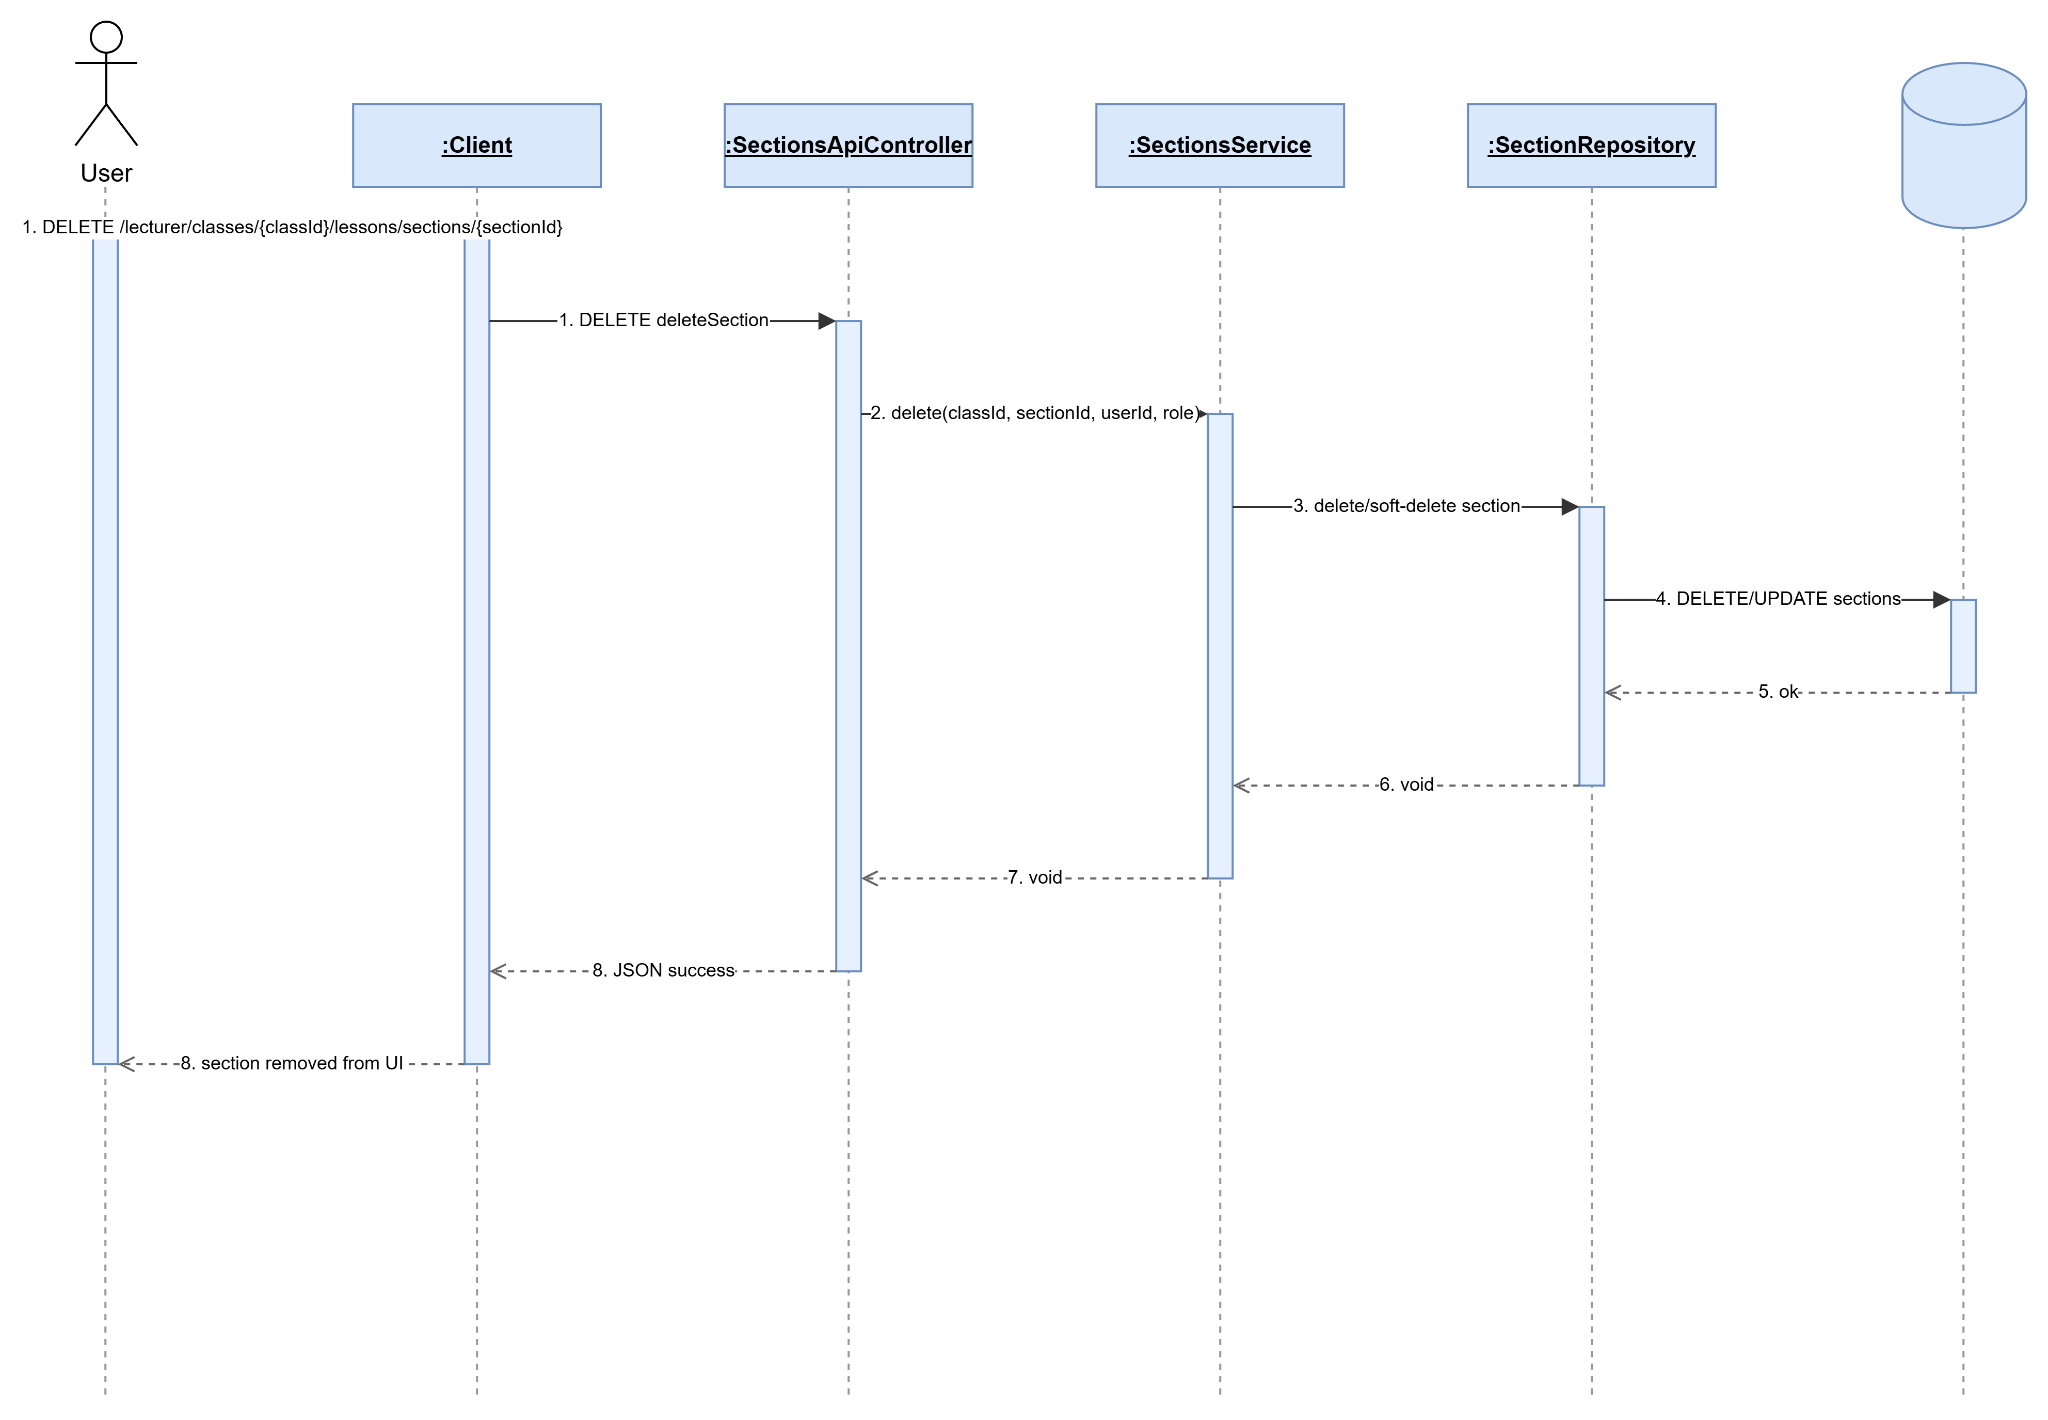 User
:Client
:SectionsApiController
:SectionsService
:SectionRepository
1. DELETE /lecturer/classes/{classId}/lessons/sections/{sectionId}
1. DELETE deleteSection
2. delete(classId, sectionId, userId, role)
3. delete/soft-delete section
4. DELETE/UPDATE sections
5. ok
6. void
7. void
8. JSON success
8. section removed from UI